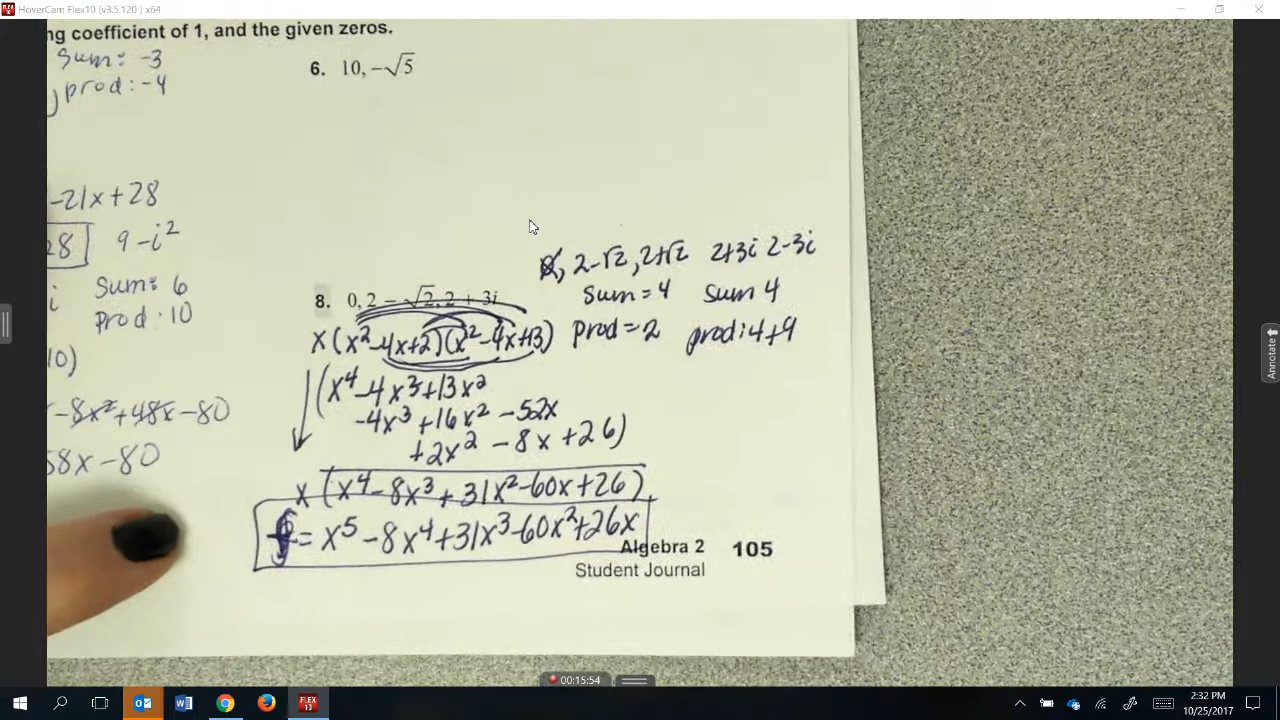 HoverCam Flex10 (v3.5.120 ) x64
ng coefficient of 1, and the given zeros.
sum: -3
prod: -4
6. 10, -√5
-21x+28
8 9-i²
i sum: 6
prod. 10
10)
-8x²+48x-80
58x-80
0, 2-√2, 2+√2 2+3i 2-3i
sum=4 sum 4
prod=2 prod: 4+9
8. 0, 2 - √2, 2 + 3i
x(x²-4x+2)(x²-4x+13)
(x⁴-4x³+13x²
-4x³+16x²-52x
+2x²-8x+26)
x(x⁴-8x³+31x²-60x+26)
f=x⁵-8x⁴+31x³-60x²+26x
Algebra 2 105
Student Journal
Annotate
00:15:54
FLEX
10
2:32 PM
10/25/2017